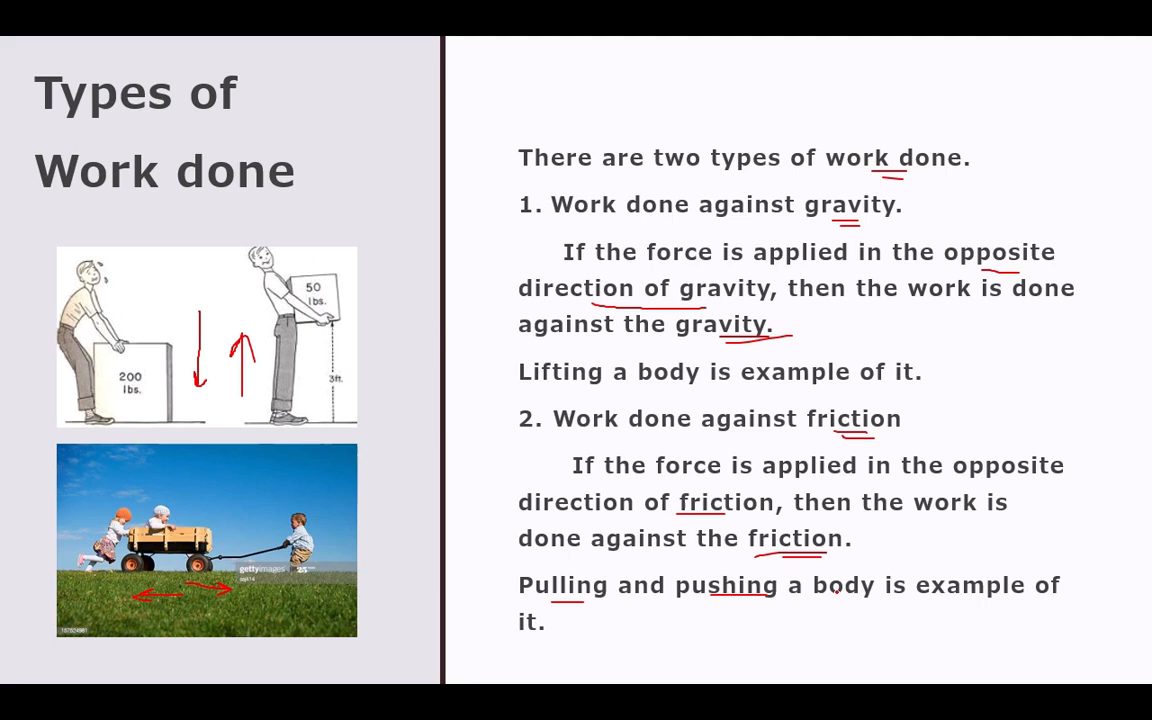 Types of
Work done
There are two types of work done.
1. Work done against gravity.
If the force is applied in the opposite
direction of gravity, then the work is done
against the gravity.
Lifting a body is example of it.
2. Work done against friction
If the force is applied in the opposite
direction of friction, then the work is
done against the friction.
Pulling and pushing a body is example of
it.
200
lbs.
50
lbs.
3ft.
gettyimages